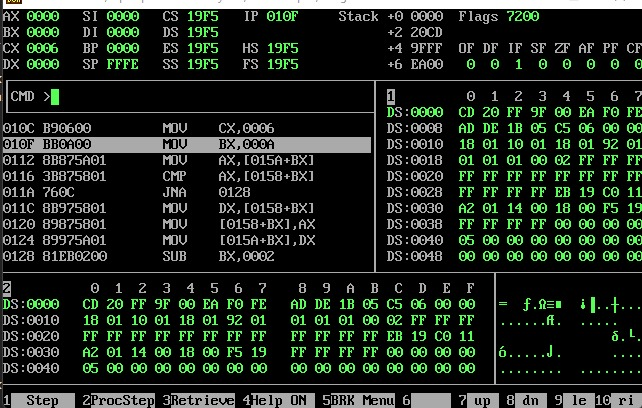 AX 0000 SI 0000 CS 19F5 IP 010F Stack +0 0000 Flags 7200
BX 0000 DI 0000 DS 19F5 +2 20CD
CX 0006 BP 0000 ES 19F5 HS 19F5 +4 9FFF OF DF IF SF ZF AF PF CF
DX 0000 SP FFFE SS 19F5 FS 19F5 +6 EA00 0 0 1 0 0 0 0 0
CMD >
1 0 1 2 3 4 5 6 7
DS:0000 CD 20 FF 9F 00 EA F0 FE
DS:0008 AD DE 1B 05 C5 06 00 00
010C B90600 MOV CX,0006 DS:0010 18 01 10 01 18 01 92 01
010F BB0A00 MOV BX,000A
0112 8B875A01 MOV AX,[015A+BX] DS:0018 01 01 01 00 02 FF FF FF
0116 3B875801 CMP AX,[0158+BX] DS:0020 FF FF FF FF FF FF FF FF
011A 760C JNA 0128 DS:0028 FF FF FF FF EB 19 C0 11
011C 8B975801 MOV DX,[0158+BX] DS:0030 A2 01 14 00 18 00 F5 19
0120 89875801 MOV [0158+BX],AX DS:0038 FF FF FF FF 00 00 00 00
0124 89975A01 MOV [015A+BX],DX DS:0040 05 00 00 00 00 00 00 00
0128 81EB0200 SUB BX,0002 DS:0048 00 00 00 00 00 00 00 00
2 0 1 2 3 4 5 6 7 8 9 A B C D E F
DS:0000 CD 20 FF 9F 00 EA F0 FE AD DE 1B 05 C5 06 00 00
DS:0010 18 01 10 01 18 01 92 01 01 01 01 00 02 FF FF FF
DS:0020 FF FF FF FF FF FF FF FF FF FF FF FF EB 19 C0 11
DS:0030 A2 01 14 00 18 00 F5 19 FF FF FF FF 00 00 00 00
DS:0040 05 00 00 00 00 00 00 00 00 00 00 00 00 00 00 00
1 Step 2ProcStep 3Retrieve 4Help ON 5BRK Menu 6 7 up 8 dn 9 le 10 ri